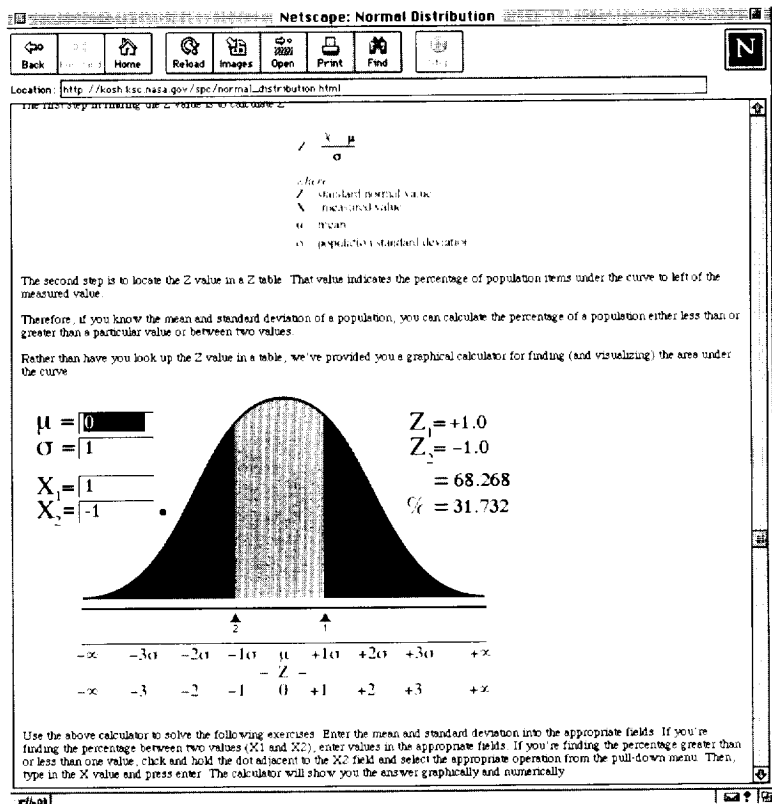 Netscape: Normal Distribution
Back Home Reload Images Open Print Find
N
Location: http://kosh.ksc.nasa.gov/spc/normal_distribution.html
The first step in finding the Z value is to calculate Z
Z X μ
σ
where
Z standard normal value
X measured value
mean
σ population standard deviation
The second step is to locate the Z value in a Z table. That value indicates the percentage of population items under the curve to left of the
measured value.
Therefore, if you know the mean and standard deviation of a population, you can calculate the percentage of a population either less than or
greater than a particular value or between two values.
Rather than have you look up the Z value in a table, we've provided you a graphical calculator for finding (and visualizing) the area under
the curve
μ = 0
σ = 1
X1= 1
X2= -1
Z1= +1.0
Z2= -1.0
= 68.268
% = 31.732
2 1
-∞ -3σ -2σ -1σ μ +1σ +2σ +3σ +∞
- Z -
-∞ -3 -2 -1 0 +1 +2 +3 +∞
Use the above calculator to solve the following exercises. Enter the mean and standard deviation into the appropriate fields. If you're
finding the percentage between two values (X1 and X2), enter values in the appropriate fields. If you're finding the percentage greater than
or less than one value, click and hold the dot adjacent to the X2 field and select the appropriate operation from the pull-down menu. Then,
type in the X value and press enter. The calculator will show you the answer graphically and numerically